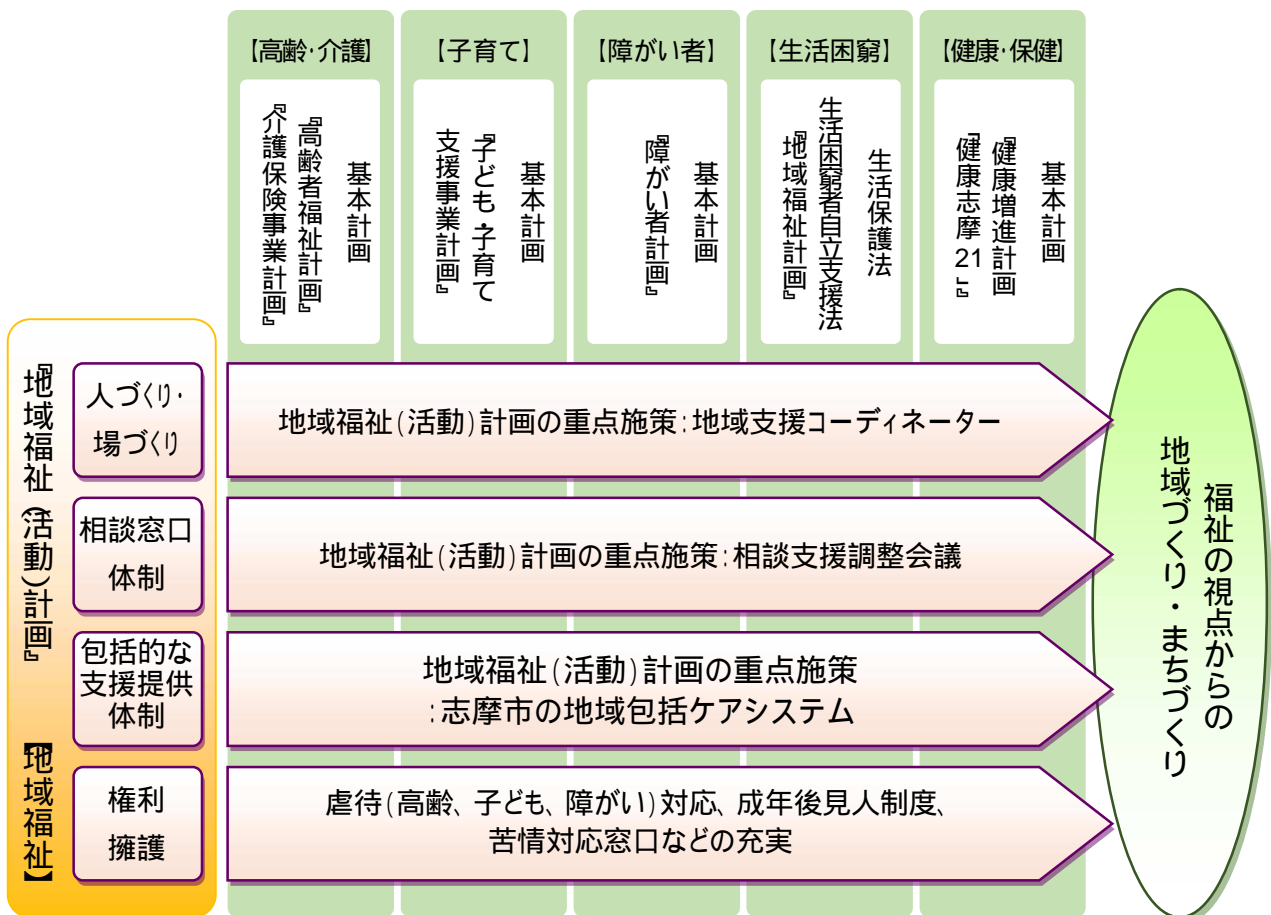 【高齢・介護】
基本計画
『高齢者福祉計画』
『介護保険事業計画』
【子育て】
基本計画
『子ども・子育て
支援事業計画』
【障がい者】
基本計画
『障がい者計画』
【生活困窮】
生活保護法
生活困窮者自立支援法
『地域福祉計画』
【健康・保健】
基本計画
『健康増進計画
「健康志摩21」』
『地域福祉(活動)計画』
【地域福祉】
人づくり・
場づくり
地域福祉(活動)計画の重点施策:地域支援コーディネーター
相談窓口
体制
地域福祉(活動)計画の重点施策:相談支援調整会議
包括的な
支援提供
体制
地域福祉(活動)計画の重点施策
:志摩市の地域包括ケアシステム
権利
擁護
虐待(高齢、子ども、障がい)対応、成年後見人制度、
苦情対応窓口などの充実
福祉の視点からの
地域づくり・まちづくり